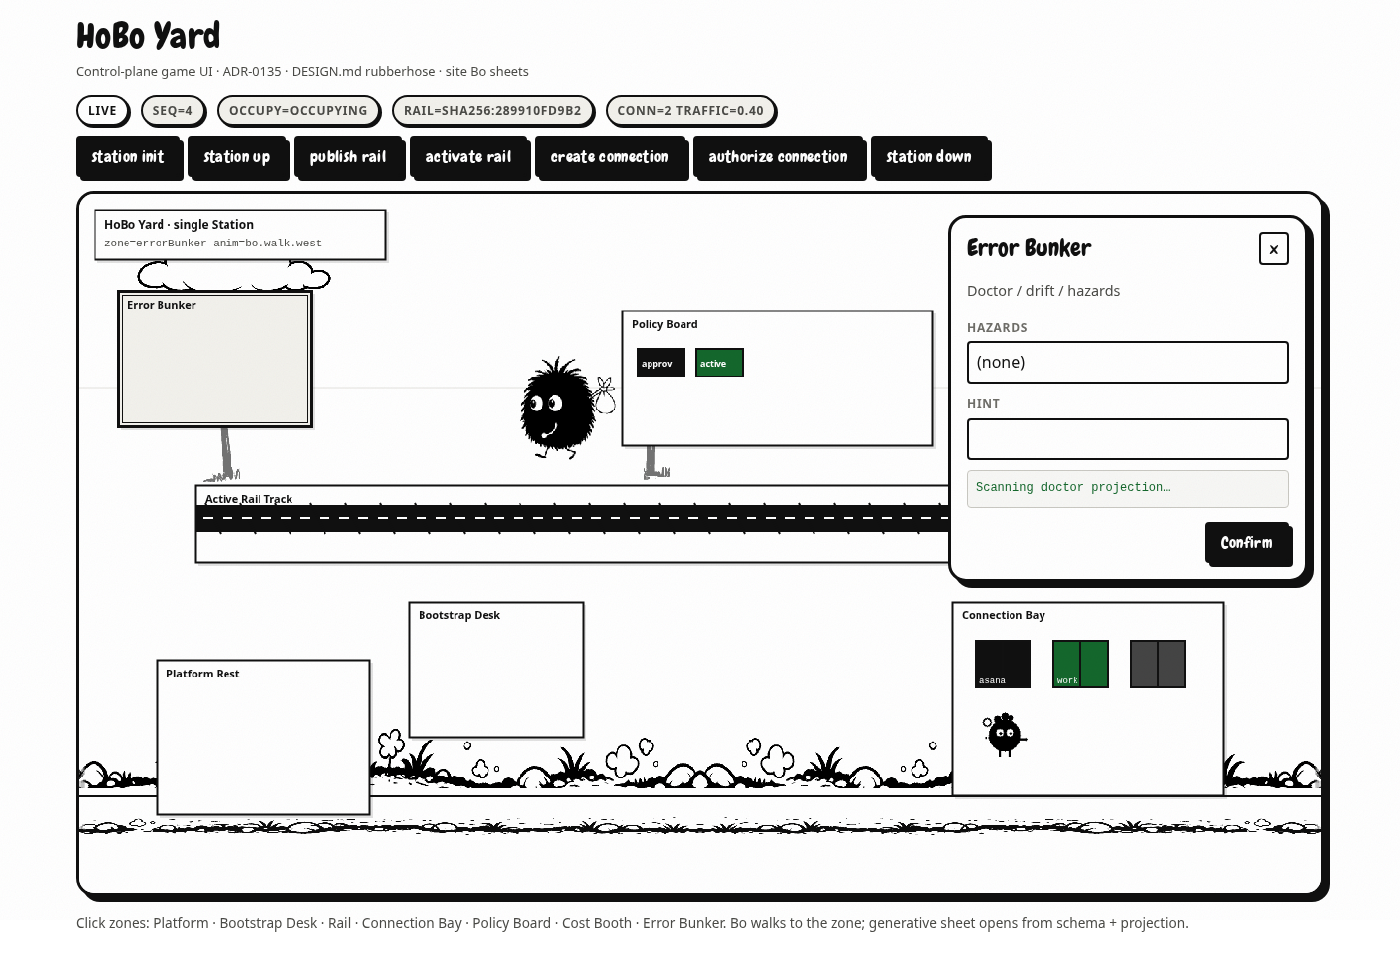 HoBo Yard
Control-plane game UI · ADR-0135 · DESIGN.md rubberhose · site Bo sheets
LIVE
SEQ=4
OCCUPY=OCCUPYING
RAIL=SHA256:289910FD9B2
CONN=2 TRAFFIC=0.40
station init
station up
publish rail
activate rail
create connection
authorize connection
station down
HoBo Yard · single Station
zone=errorBunker anim=bo.walk.west
Error Bunker
Policy Board
approv
active
Active Rail Track
Bootstrap Desk
Platform Rest
Connection Bay
asana
work
Error Bunker
x
Doctor / drift / hazards
HAZARDS
(none)
HINT
Scanning doctor projection…
Confirm
Click zones: Platform · Bootstrap Desk · Rail · Connection Bay · Policy Board · Cost Booth · Error Bunker. Bo walks to the zone; generative sheet opens from schema + projection.